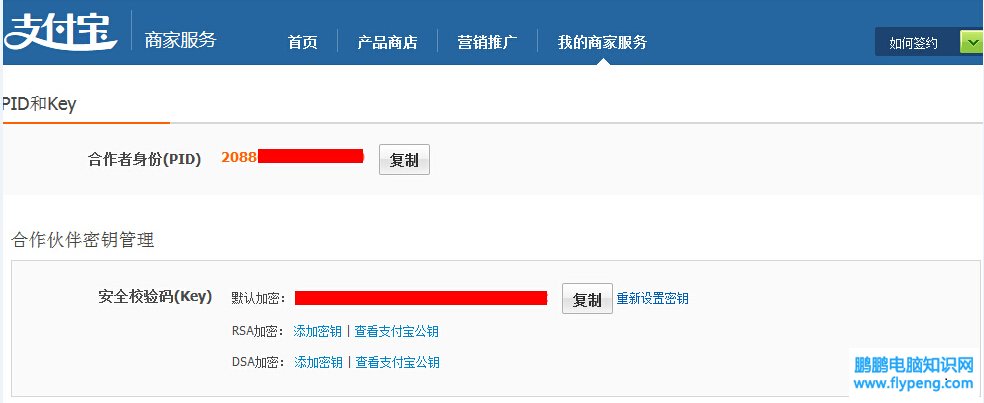 支付宝 商家服务 首页 产品商店 营销推广 我的商家服务 如何签约
PID和Key
合作者身份(PID) 2088 复制
合作伙伴密钥管理
安全校验码(Key) 默认加密: 复制 重新设置密钥
RSA加密: 添加密钥 | 查看支付宝公钥
DSA加密: 添加密钥 | 查看支付宝公钥
鹏鹏电脑知识网
www.flypeng.com